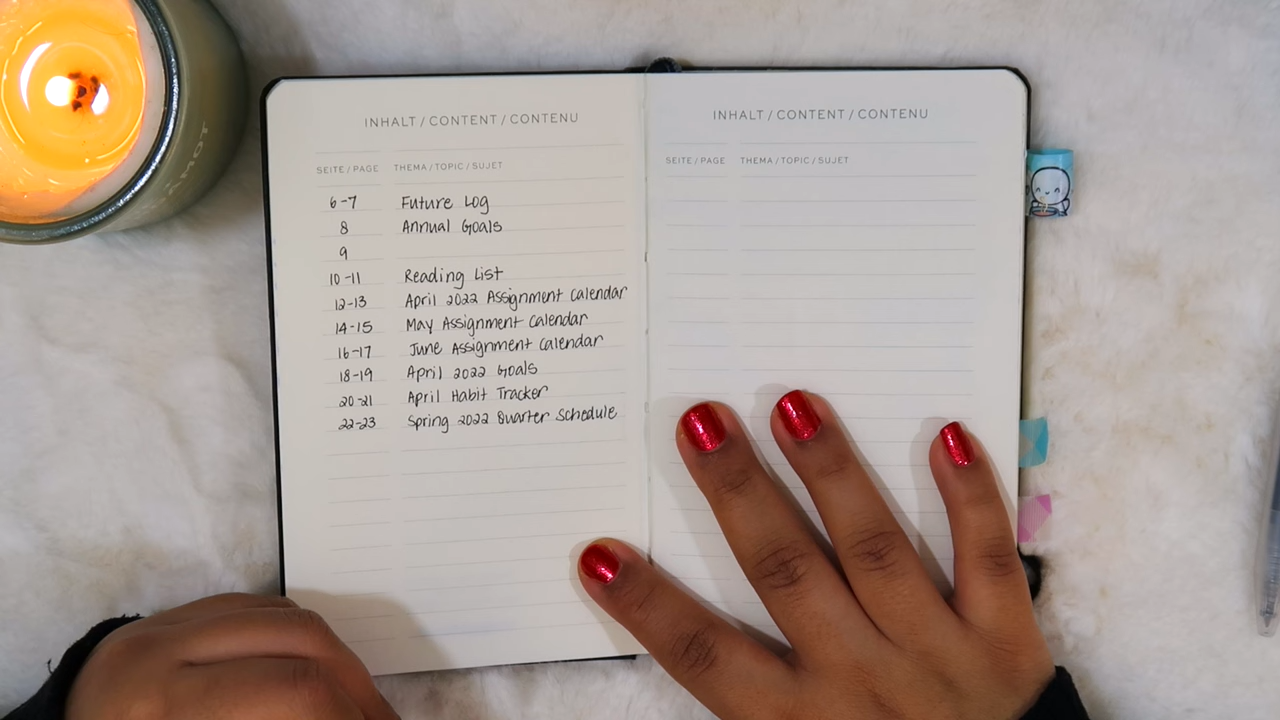 INHALT / CONTENT / CONTENU
SEITE / PAGE THEMA / TOPIC / SUJET
6-7 Future Log
8 Annual Goals
9
10-11 Reading List
12-13 April 2022 Assignment Calendar
14-15 May Assignment Calendar
16-17 June Assignment Calendar
18-19 April 2022 Goals
20-21 April Habit Tracker
22-23 Spring 2022 Quarter Schedule
INHALT / CONTENT / CONTENU
SEITE / PAGE THEMA / TOPIC / SUJET